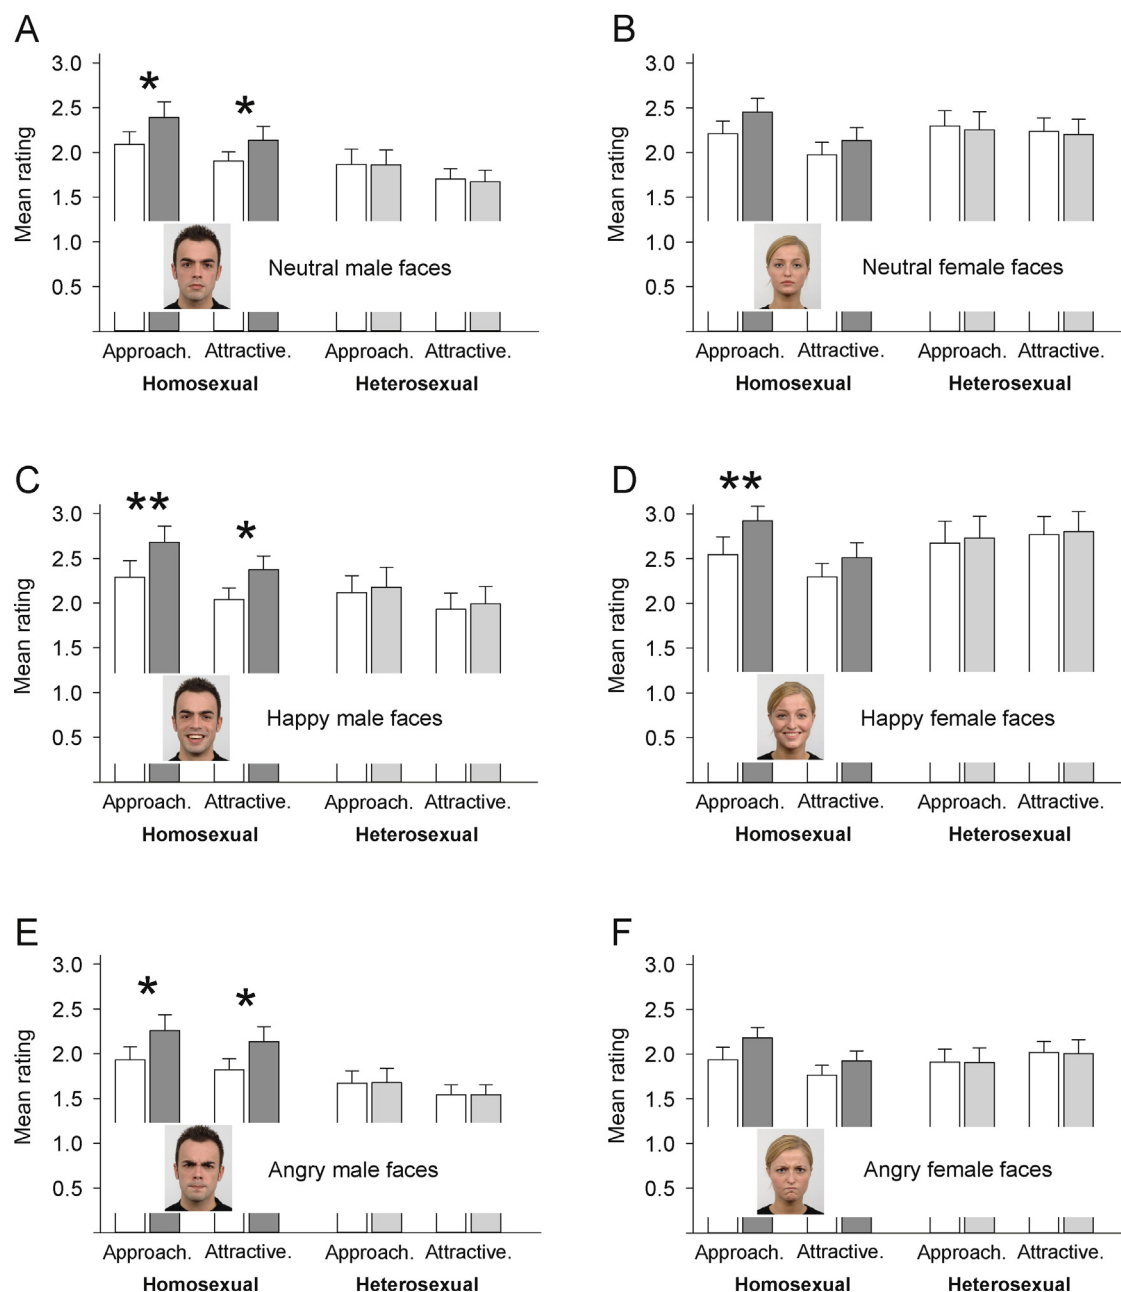 A
B
3.0
2.5
2.0
1.5
1.0
0.5
Mean rating
* *
Neutral male faces
Approach. Attractive. Approach. Attractive.
Homosexual Heterosexual
3.0
2.5
2.0
1.5
1.0
0.5
Mean rating
Neutral female faces
Approach. Attractive. Approach. Attractive.
Homosexual Heterosexual
C
D
3.0
2.5
2.0
1.5
1.0
0.5
Mean rating
** *
Happy male faces
Approach. Attractive. Approach. Attractive.
Homosexual Heterosexual
3.0
2.5
2.0
1.5
1.0
0.5
Mean rating
**
Happy female faces
Approach. Attractive. Approach. Attractive.
Homosexual Heterosexual
E
F
3.0
2.5
2.0
1.5
1.0
0.5
Mean rating
* *
Angry male faces
Approach. Attractive. Approach. Attractive.
Homosexual Heterosexual
3.0
2.5
2.0
1.5
1.0
0.5
Mean rating
Angry female faces
Approach. Attractive. Approach. Attractive.
Homosexual Heterosexual